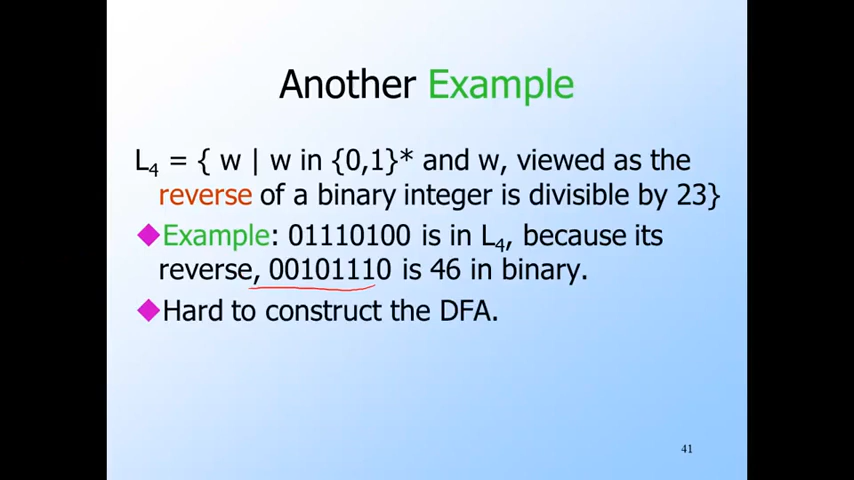 Another Example
L4 = { w | w in {0,1}* and w, viewed as the
reverse of a binary integer is divisible by 23}
Example: 01110100 is in L4, because its
reverse, 00101110 is 46 in binary.
Hard to construct the DFA.
41